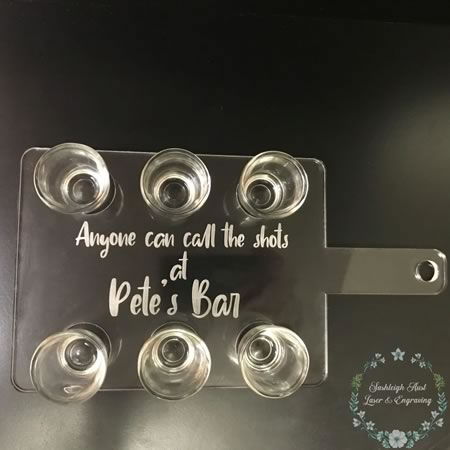 Anyone can call the shots
at
Pete's Bar
Sashleigh Aust
Laser & Engraving